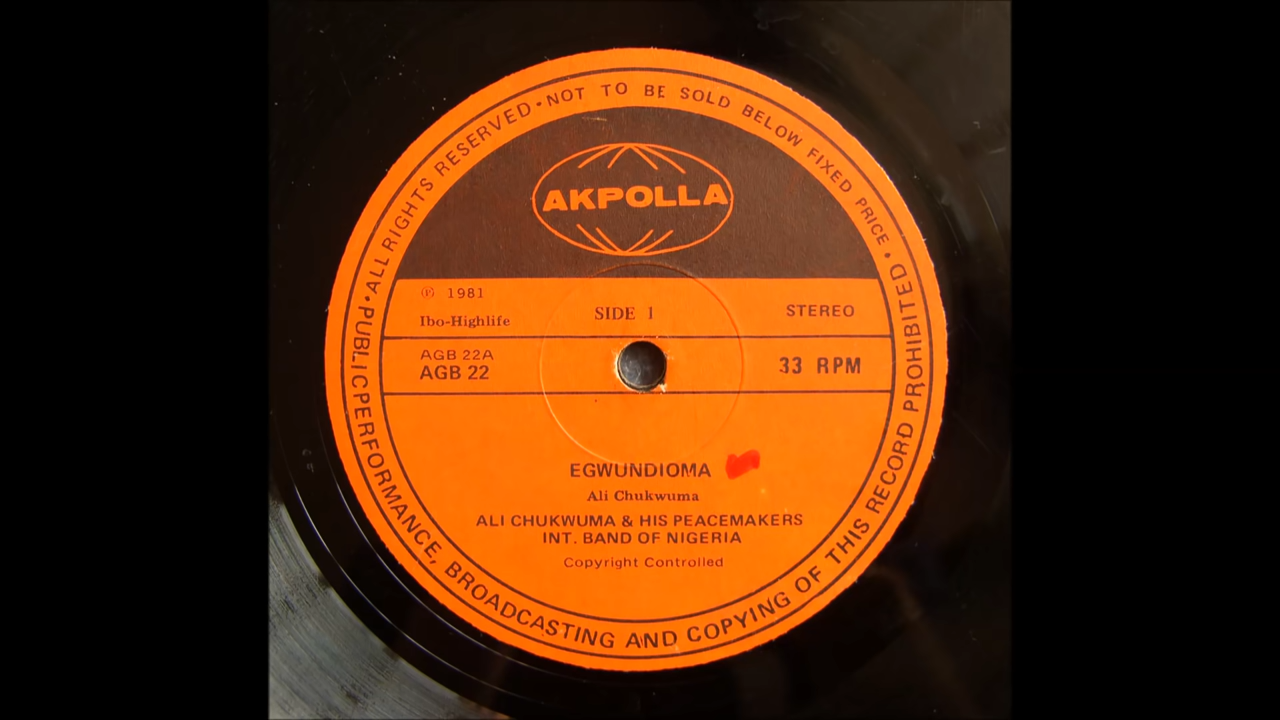 ALL RIGHTS RESERVED • NOT TO BE SOLD BELOW FIXED PRICE •
PUBLIC PERFORMANCE, BROADCASTING AND COPYING OF THIS RECORD PROHIBITED •
AKPOLLA
Ⓟ 1981
SIDE 1
STEREO
Ibo-Highlife
AGB 22A
AGB 22
33 RPM
EGWUNDIOMA
Ali Chukwuma
ALI CHUKWUMA & HIS PEACEMAKERS
INT. BAND OF NIGERIA
Copyright Controlled